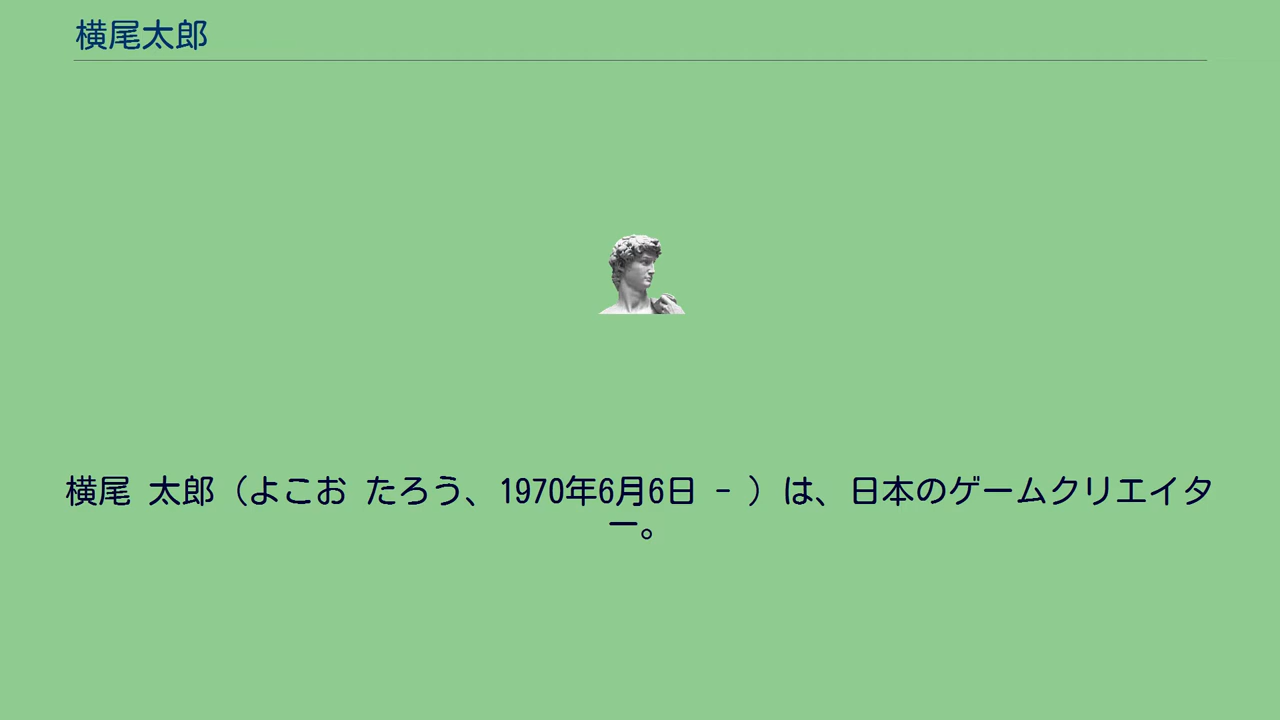 横尾太郎
横尾 太郎（よこお たろう、1970年6月6日 - ）は、日本のゲームクリエイタ
ー。